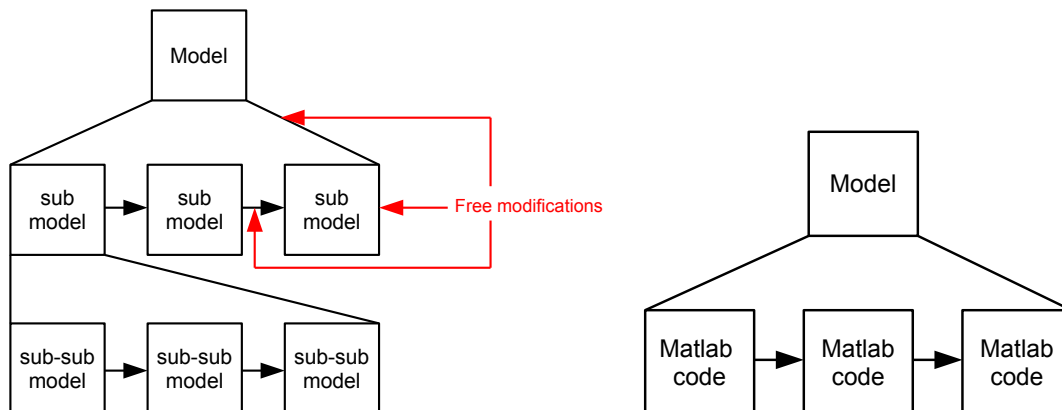 Model
sub
model
sub
model
sub
model
Free modifications
sub-sub
model
sub-sub
model
sub-sub
model
Model
Matlab
code
Matlab
code
Matlab
code